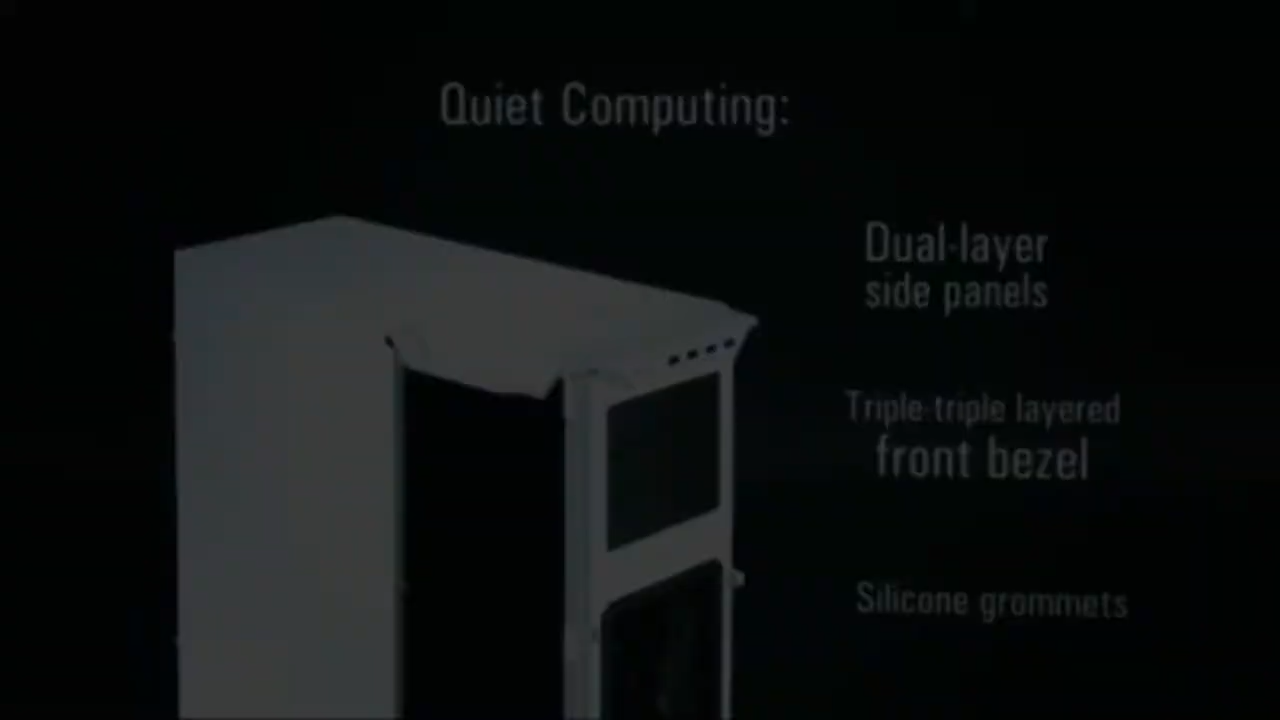 Quiet Computing:
Dual-layer
side panels
Triple-triple layered
front bezel
Silicone grommets